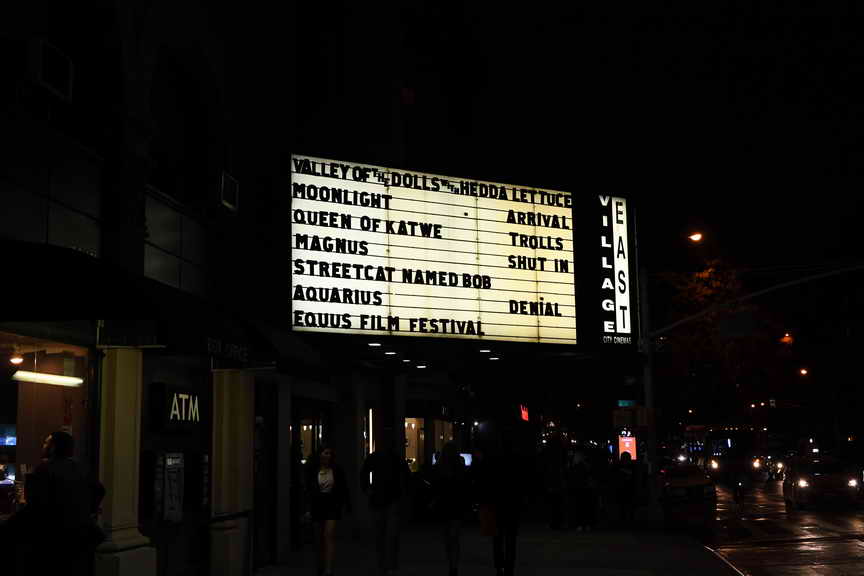 VALLEY OF THE DOLLS WITH HEDDA LETTUCE
MOONLIGHT
ARRIVAL
QUEEN OF KATWE
TROLLS
MAGNUS
SHUT IN
STREETCAT NAMED BOB
AQUARIUS
DENIAL
EQUUS FILM FESTIVAL
VILLAGE
EAST
CITY CINEMAS
ATM